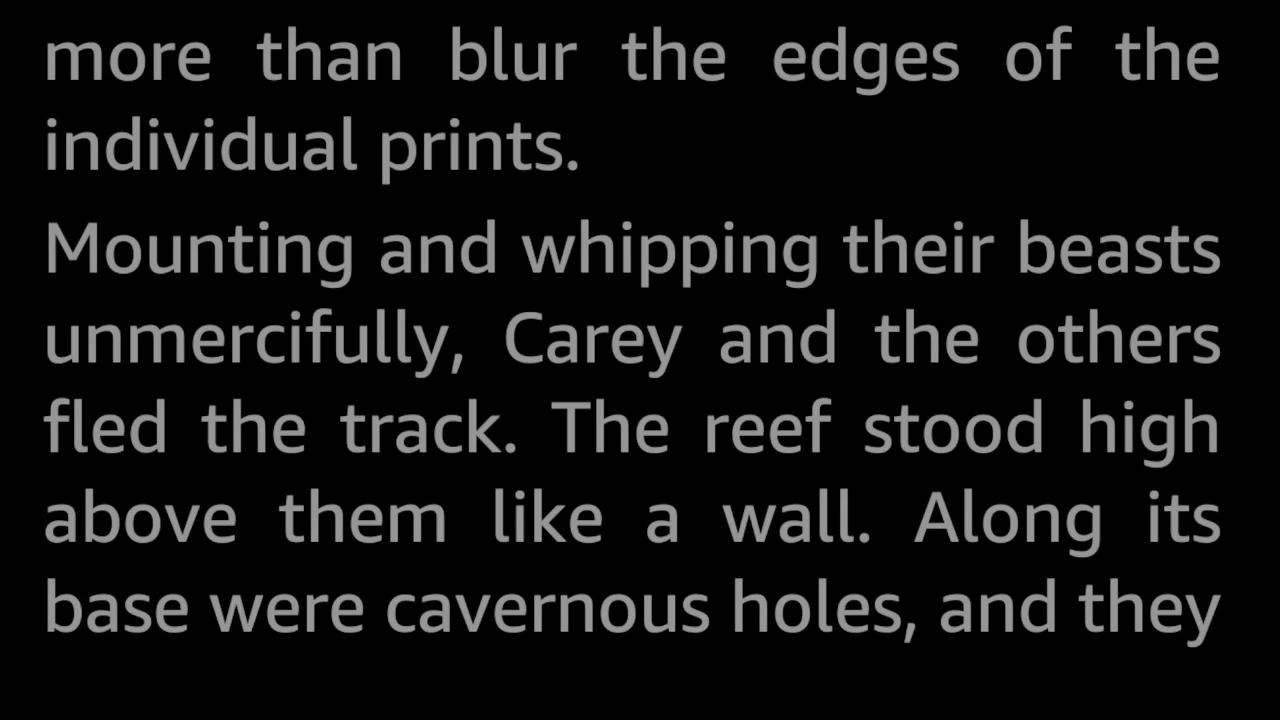 more than blur the edges of the
individual prints.
Mounting and whipping their beasts
unmercifully, Carey and the others
fled the track. The reef stood high
above them like a wall. Along its
base were cavernous holes, and they